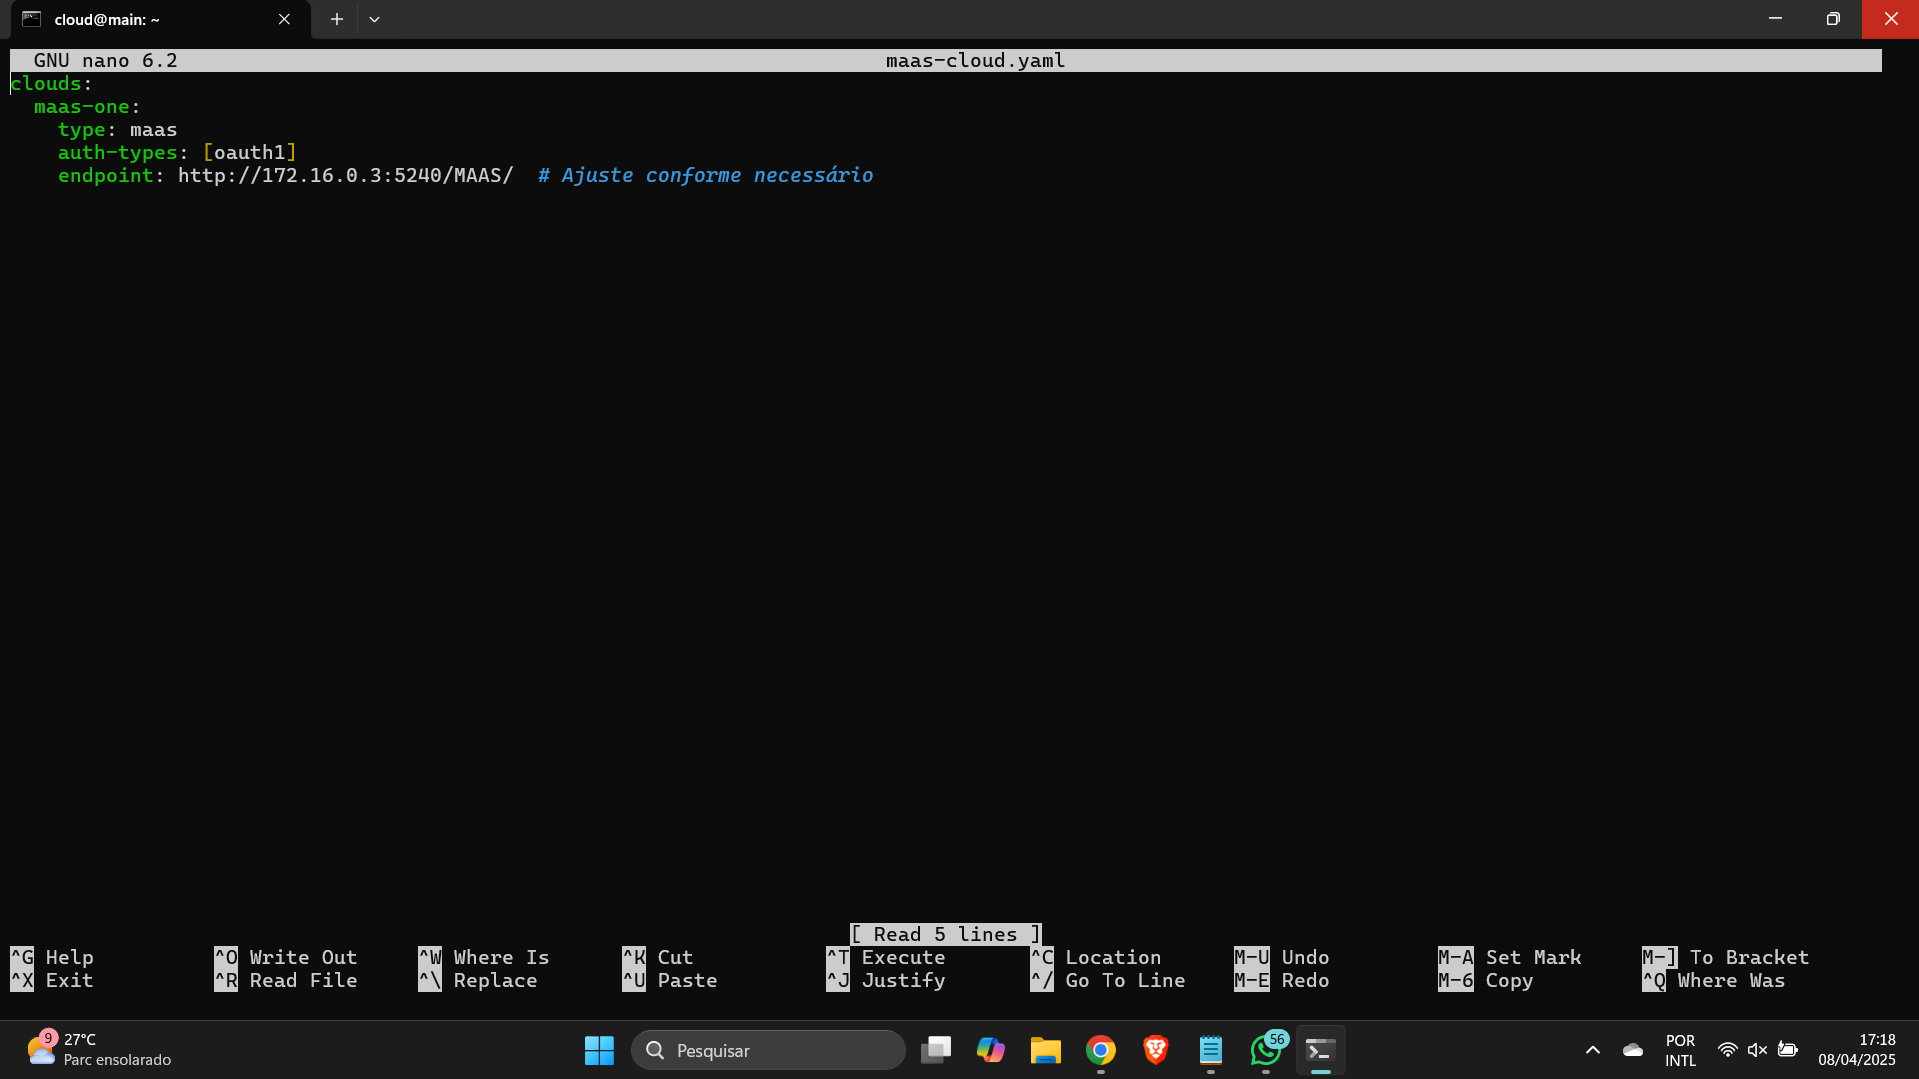 cloud@main: ~
GNU nano 6.2 maas-cloud.yaml
clouds:
  maas-one:
    type: maas
    auth-types: [oauth1]
    endpoint: http://172.16.0.3:5240/MAAS/  # Ajuste conforme necessário
[ Read 5 lines ]
^G Help ^O Write Out ^W Where Is ^K Cut ^T Execute ^C Location M-U Undo M-A Set Mark M-] To Bracket
^X Exit ^R Read File ^\ Replace ^U Paste ^J Justify ^/ Go To Line M-E Redo M-6 Copy ^Q Where Was
9
27°C
Parc ensolarado
Pesquisar
56
POR
INTL
17:18
08/04/2025